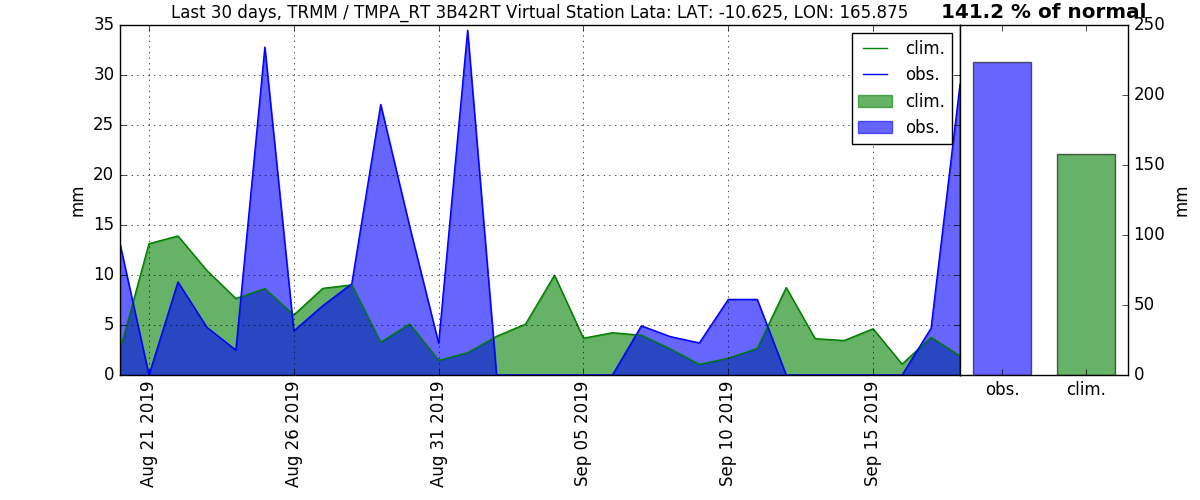 Last 30 days, TRMM / TMPA_RT 3B42RT Virtual Station Lata: LAT: -10.625, LON: 165.875
141.2 % of normal
35
30
25
20
15
10
5
0
mm
clim.
obs.
clim.
obs.
Aug 21 2019
Aug 26 2019
Aug 31 2019
Sep 05 2019
Sep 10 2019
Sep 15 2019
250
200
150
100
50
0
mm
obs.
clim.